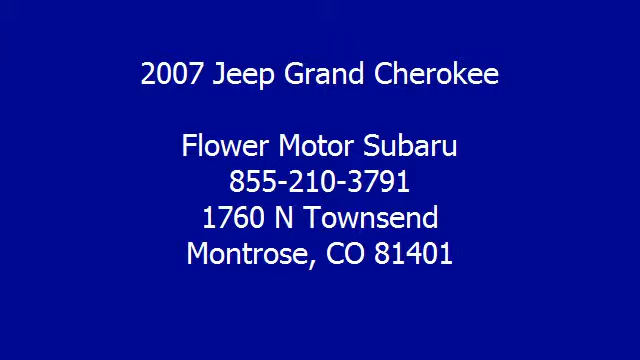 2007 Jeep Grand Cherokee
Flower Motor Subaru
855-210-3791
1760 N Townsend
Montrose, CO 81401